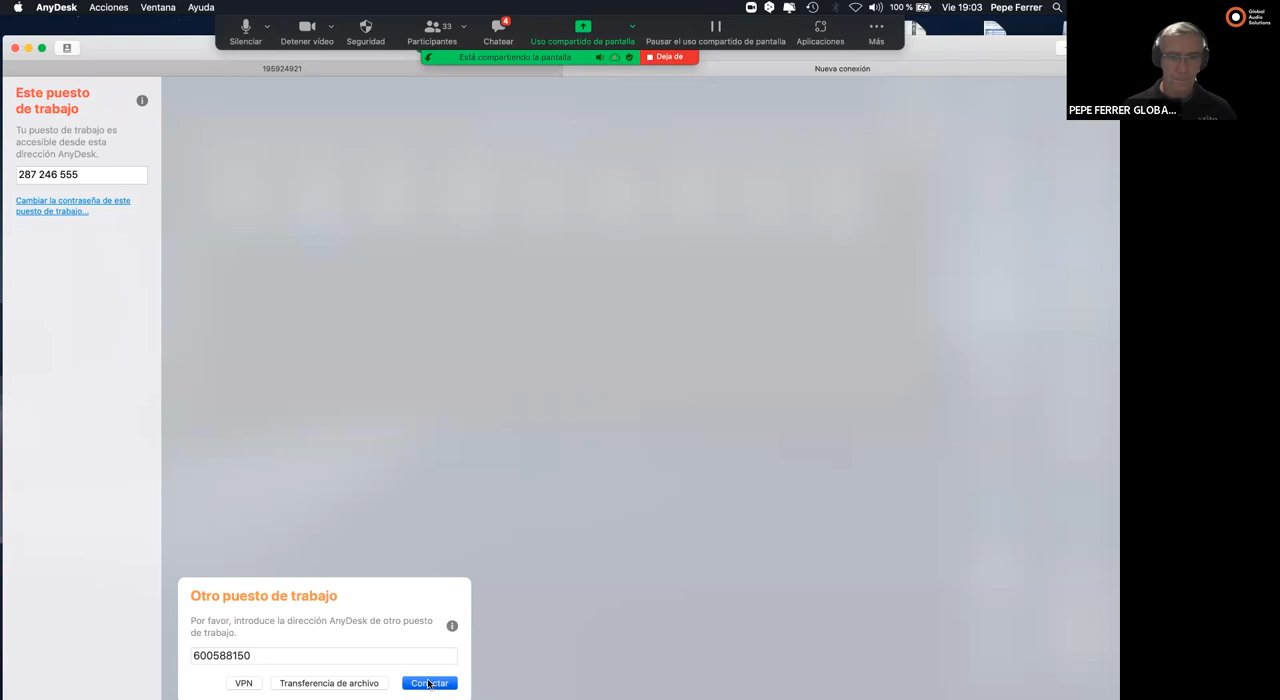 AnyDesk Acciones Ventana Ayuda
100 % Vie 19:03 Pepe Ferrer
33
4
Silenciar Detener vídeo Seguridad Participantes Chatear Uso compartido de pantalla Pausar el uso compartido de pantalla Aplicaciones Más
Está compartiendo la pantalla Deja de
195924921 Nueva conexión
Este puesto
de trabajo
Tu puesto de trabajo es
accesible desde esta
dirección AnyDesk.
287 246 555
Cambiar la contraseña de este
puesto de trabajo...
Otro puesto de trabajo
Por favor, introduce la dirección AnyDesk de otro puesto
de trabajo.
600588150
VPN Transferencia de archivo Conectar
Global
Audio
Solutions
PEPE FERRER GLOBA...